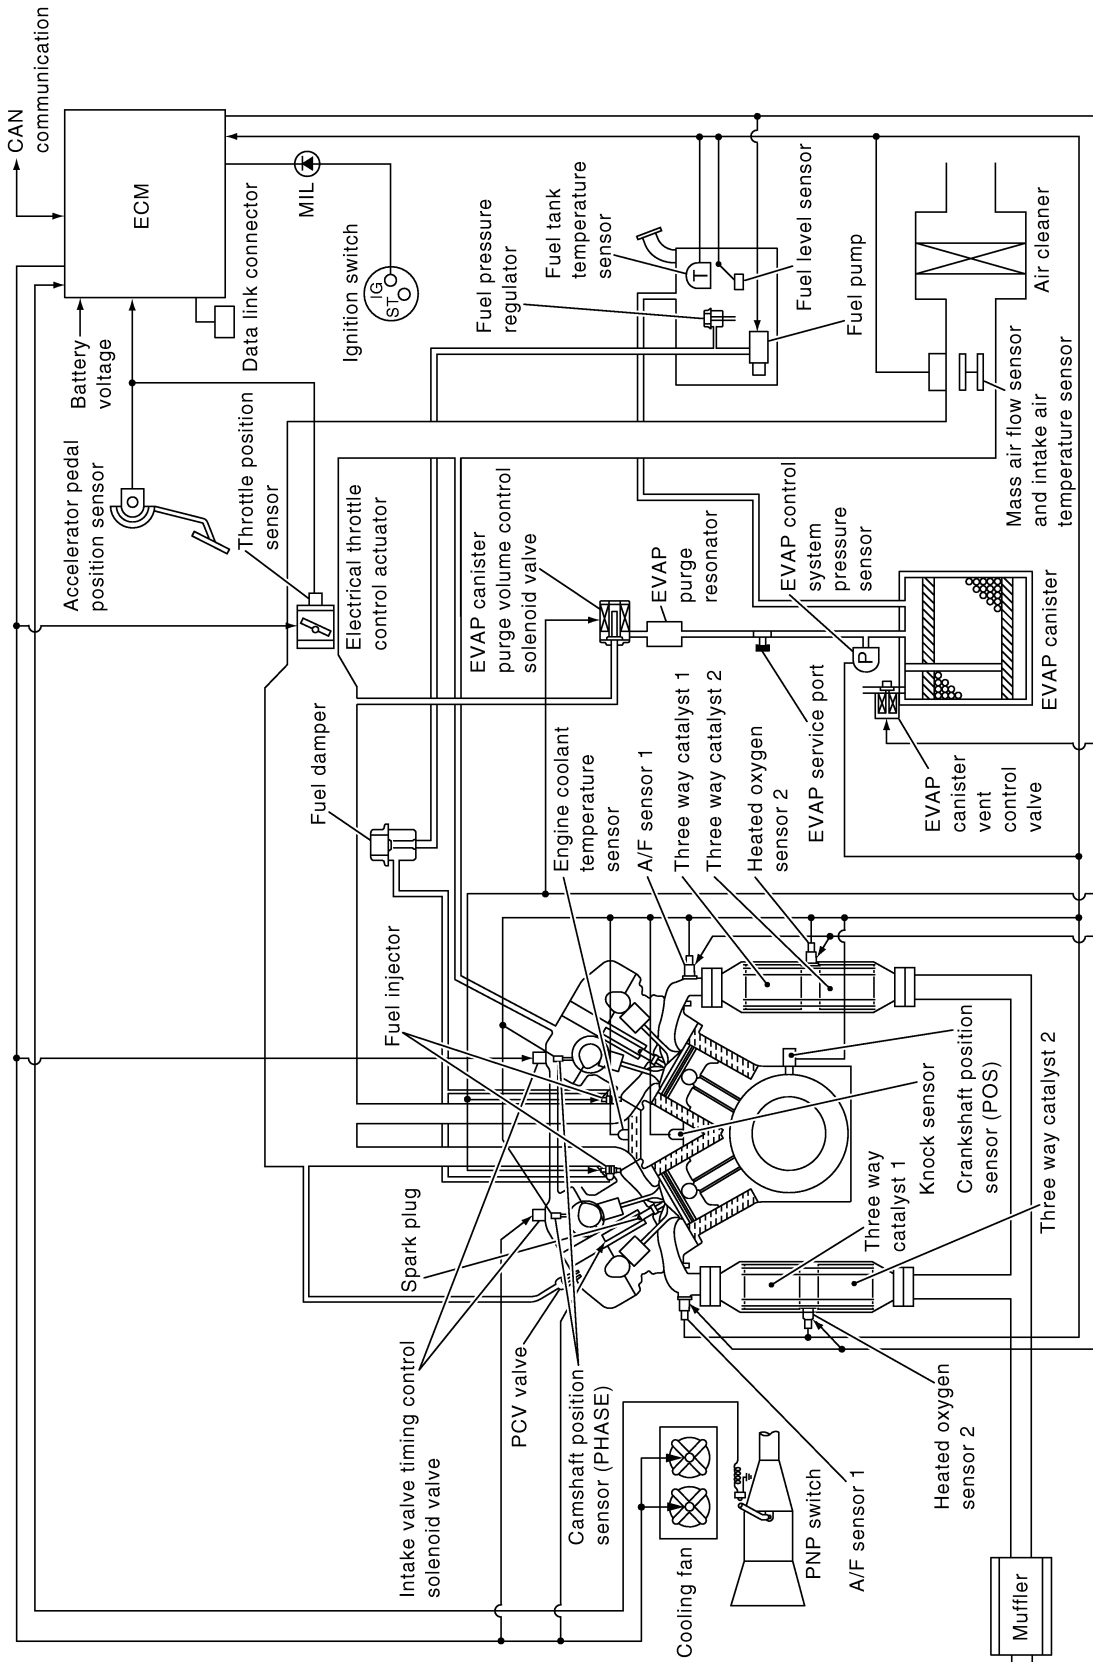 CAN
communication
ECM
MIL
Data link connector
Ignition switch
IG
ST
Battery
voltage
Accelerator pedal
position sensor
Throttle position
sensor
Electrical throttle
control actuator
Fuel pressure
regulator
Fuel tank
temperature
sensor
T
Fuel level sensor
Fuel pump
Air cleaner
Mass air flow sensor
and intake air
temperature sensor
EVAP canister
purge volume control
solenoid valve
EVAP
purge
resonator
EVAP control
system
pressure
sensor
P
EVAP canister
EVAP service port
EVAP
canister
vent
control
valve
Fuel damper
Engine coolant
temperature
sensor
A/F sensor 1
Three way catalyst 1
Three way catalyst 2
Heated oxygen
sensor 2
Fuel injector
Spark plug
Intake valve timing control
solenoid valve
PCV valve
Camshaft position
sensor (PHASE)
Knock sensor
Crankshaft position
sensor (POS)
Three way
catalyst 1
Three way catalyst 2
Cooling fan
PNP switch
A/F sensor 1
Heated oxygen
sensor 2
Muffler